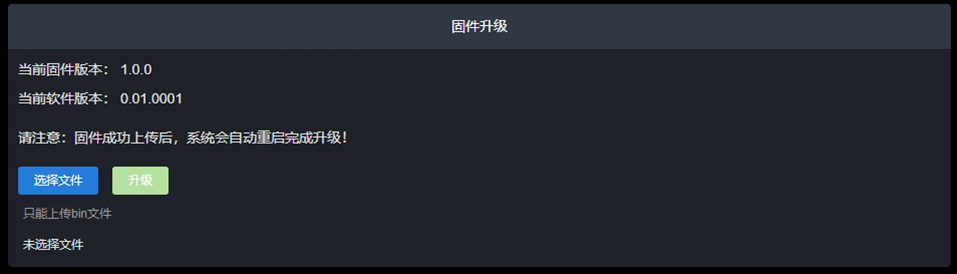 固件升级
当前固件版本： 1.0.0
当前软件版本： 0.01.0001
请注意：固件成功上传后，系统会自动重启完成升级！
选择文件 升级
只能上传bin文件
未选择文件